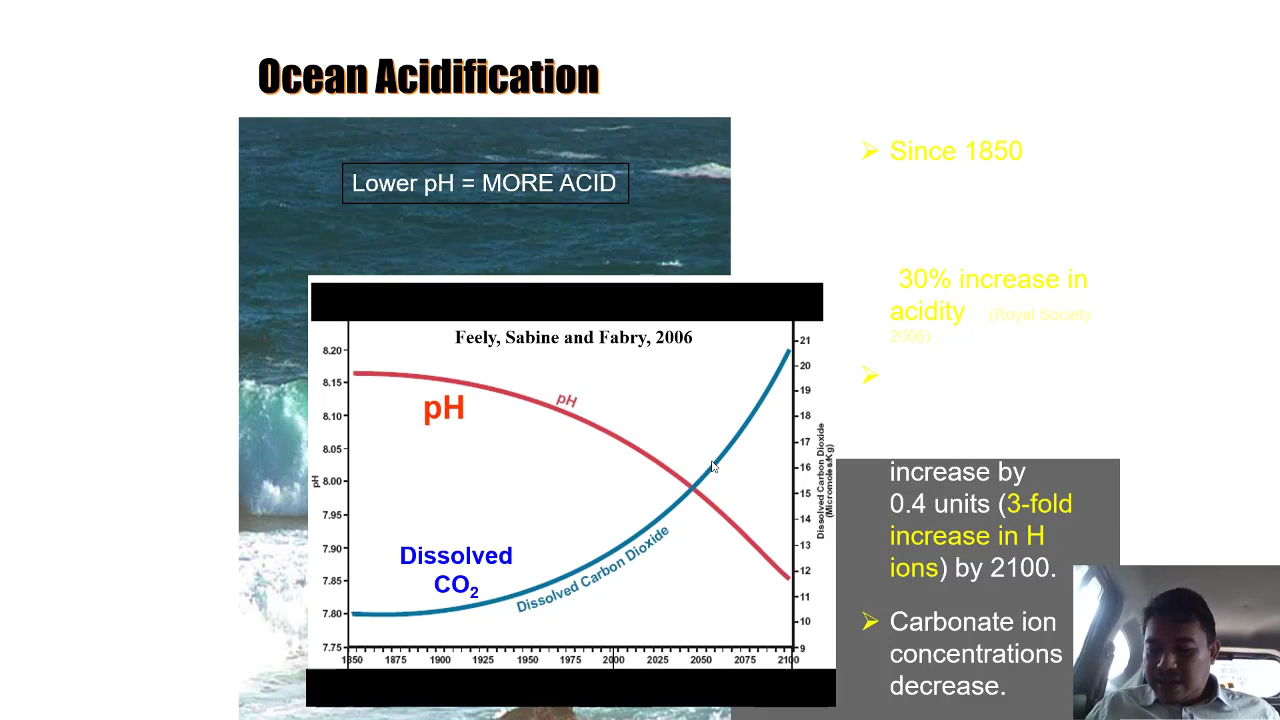 Ocean Acidification
Lower pH = MORE ACID
Since 1850
30% increase in
acidity (Royal Society
2006)
increase by
0.4 units (3-fold
increase in H
ions) by 2100.
Carbonate ion
concentrations
decrease.
Feely, Sabine and Fabry, 2006
8.20
8.15
8.10
8.05
8.00
7.95
7.90
7.85
7.80
7.75
pH
pH
pH
Dissolved
CO₂
Dissolved Carbon Dioxide
21
20
19
18
17
16
15
14
13
12
11
10
9
Dissolved Carbon Dioxide
(Micromoles/Kg)
1850 1875 1900 1925 1950 1975 2000 2025 2050 2075 2100